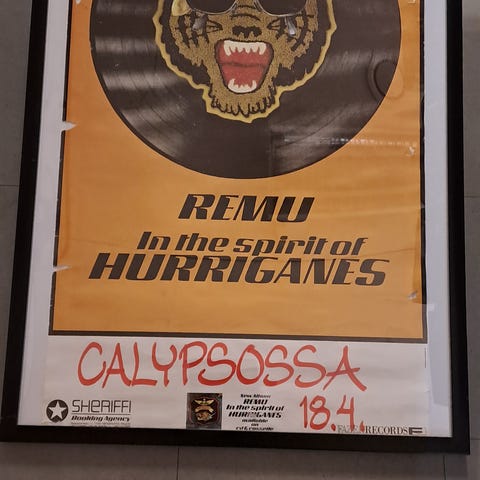 REMU
In the spirit of
HURRIGANES
CALYPSOSSA
18.4.
SHERIFFI
Booking Agency
New Album
REMU
In the spirit of
HURRIGANES
available
on
RECORDS